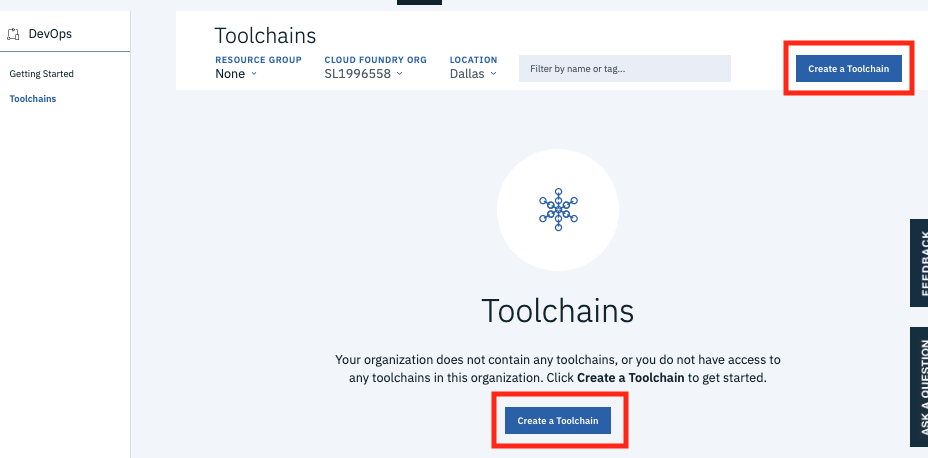 DevOps
Getting Started
Toolchains
Toolchains
RESOURCE GROUP
None
CLOUD FOUNDRY ORG
SL1996558
LOCATION
Dallas
Filter by name or tag...
Create a Toolchain
Toolchains
Your organization does not contain any toolchains, or you do not have access to
any toolchains in this organization. Click Create a Toolchain to get started.
Create a Toolchain
FEEDBACK
ASK A QUESTION